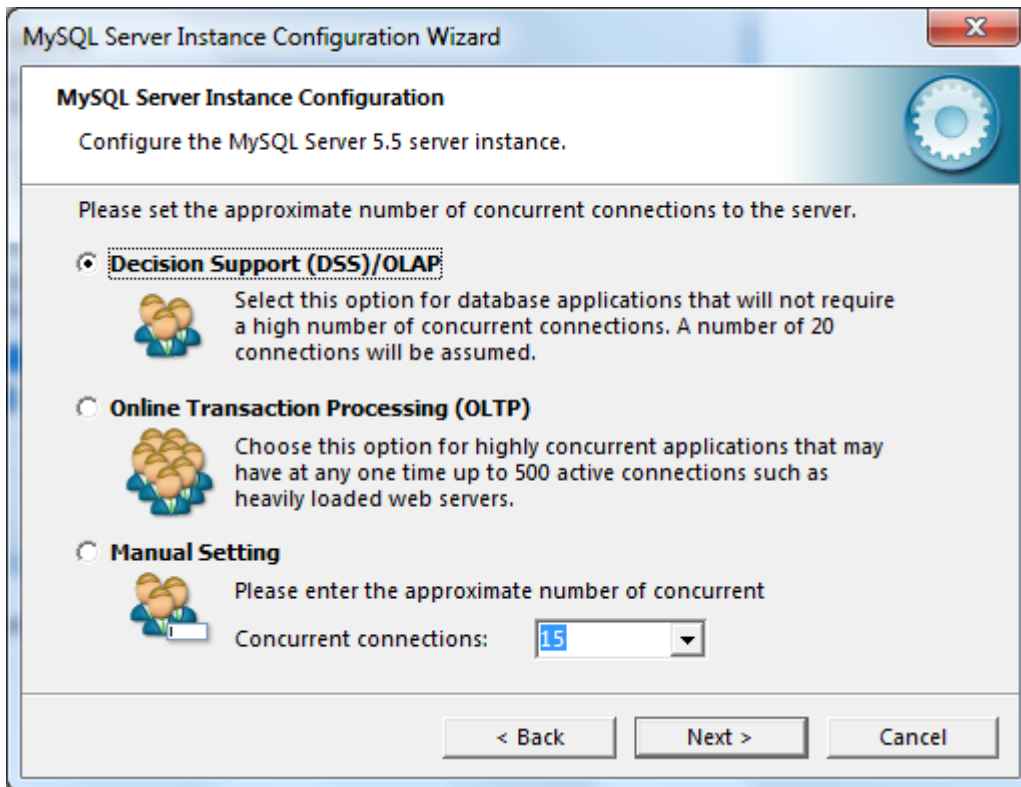 MySQL Server Instance Configuration Wizard
MySQL Server Instance Configuration
Configure the MySQL Server 5.5 server instance.
Please set the approximate number of concurrent connections to the server.
Decision Support (DSS)/OLAP
Select this option for database applications that will not require
a high number of concurrent connections. A number of 20
connections will be assumed.
Online Transaction Processing (OLTP)
Choose this option for highly concurrent applications that may
have at any one time up to 500 active connections such as
heavily loaded web servers.
Manual Setting
Please enter the approximate number of concurrent
Concurrent connections: 15
< Back Next > Cancel